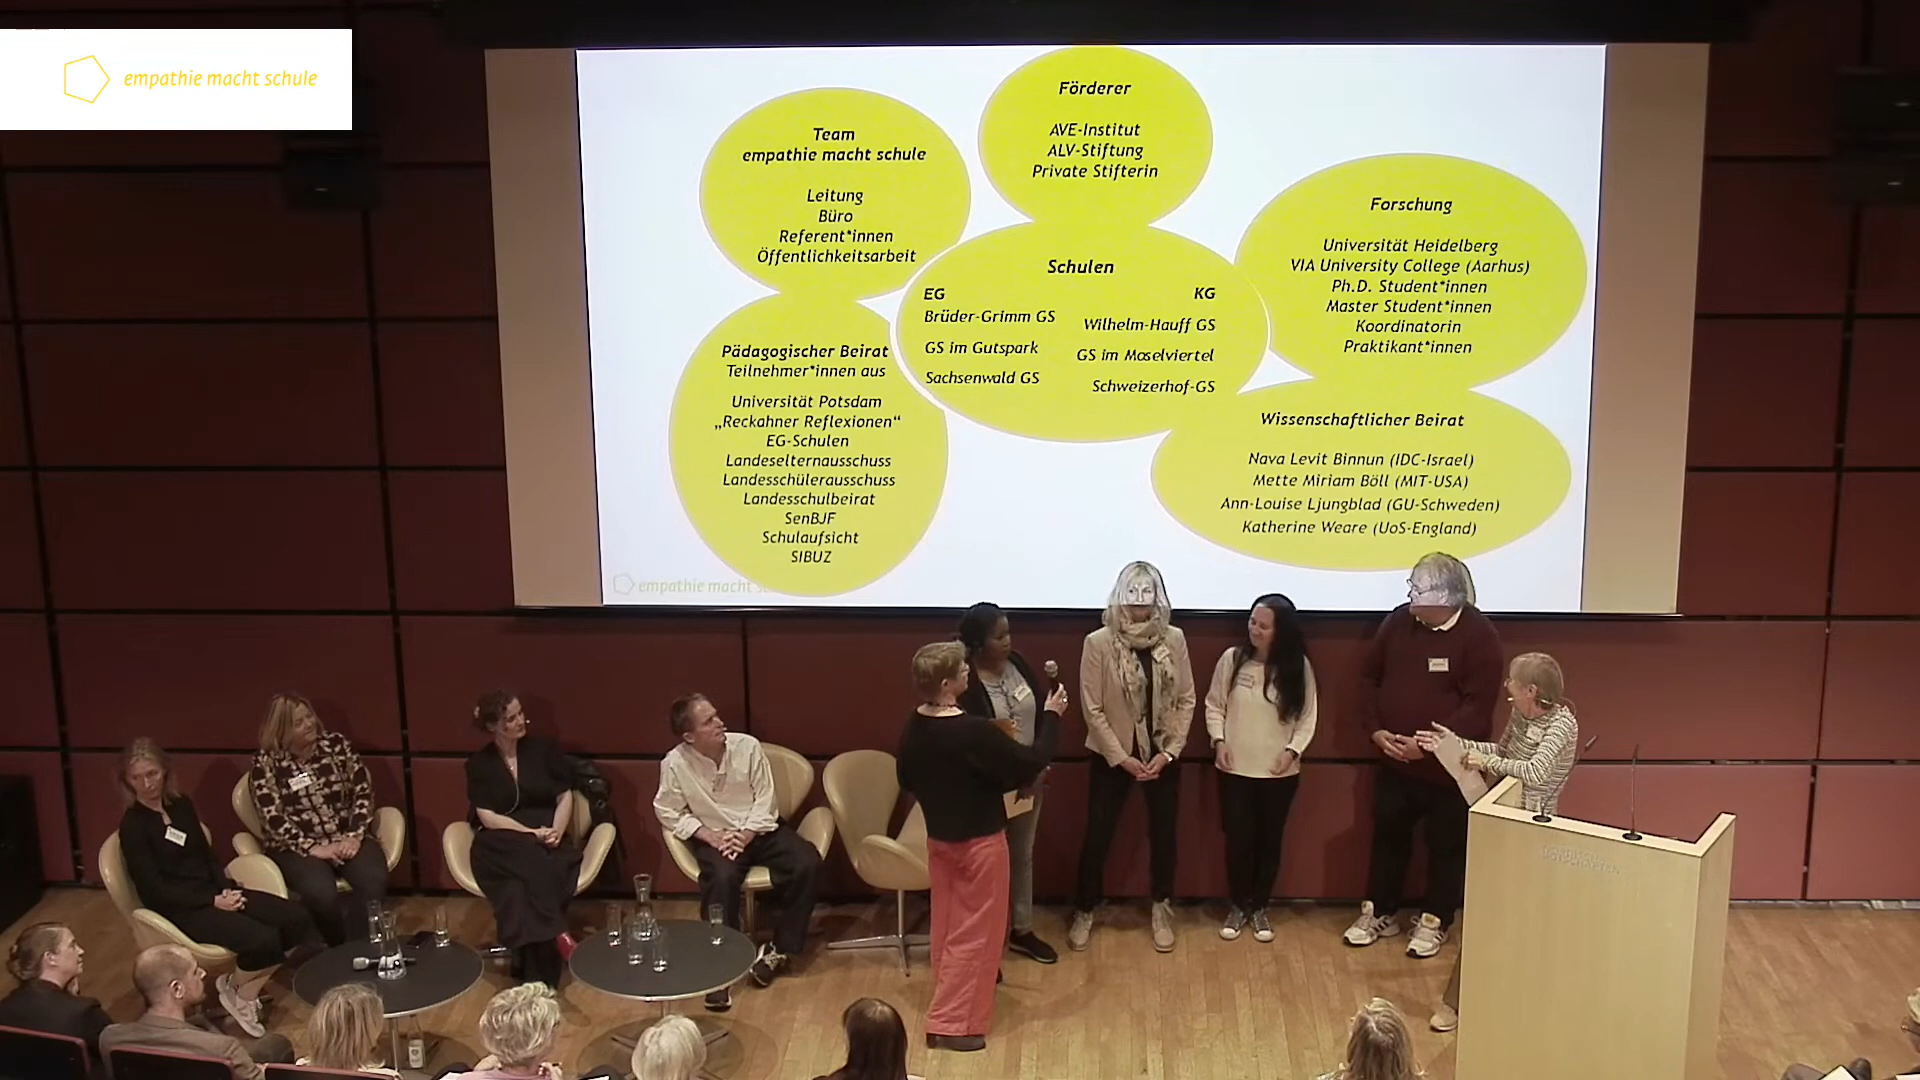 empathie macht schule
Förderer
AVE-Institut
ALV-Stiftung
Private Stifterin
Team
empathie macht schule
Leitung
Büro
Referent*innen
Öffentlichkeitsarbeit
Forschung
Universität Heidelberg
VIA University College (Aarhus)
Ph.D. Student*innen
Master Student*innen
Koordinatorin
Praktikant*innen
Schulen
EG
Brüder-Grimm GS
GS im Gutspark
Sachsenwald GS
KG
Wilhelm-Hauff GS
GS im Moselviertel
Schweizerhof-GS
Pädagogischer Beirat
Teilnehmer*innen aus
Universität Potsdam
„Reckahner Reflexionen“
EG-Schulen
Landeselternausschuss
Landesschülerausschuss
Landesschulbeirat
SenBJF
Schulaufsicht
SIBUZ
Wissenschaftlicher Beirat
Nava Levit Binnun (IDC-Israel)
Mette Miriam Böll (MIT-USA)
Ann-Louise Ljungblad (GU-Schweden)
Katherine Weare (UoS-England)
empathie macht